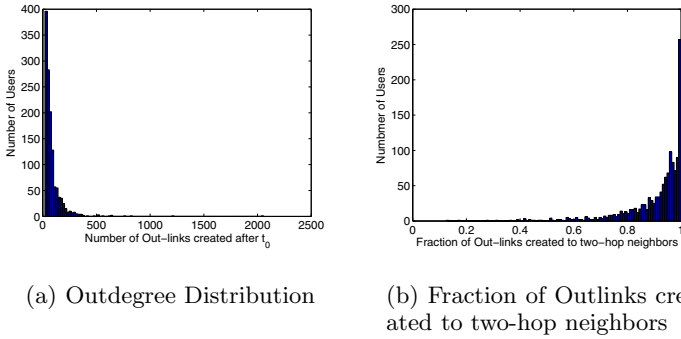 400
350
300
250
200
150
100
50
0
Number of Users
0 500 1000 1500 2000 2500
Number of Out−links created after t0
(a) Outdegree Distribution
300
250
200
150
100
50
0
Numbmer of Users
0 0.2 0.4 0.6 0.8 1
Fraction of Out−links created to two−hop neighbors
(b) Fraction of Outlinks cre
ated to two-hop neighbors